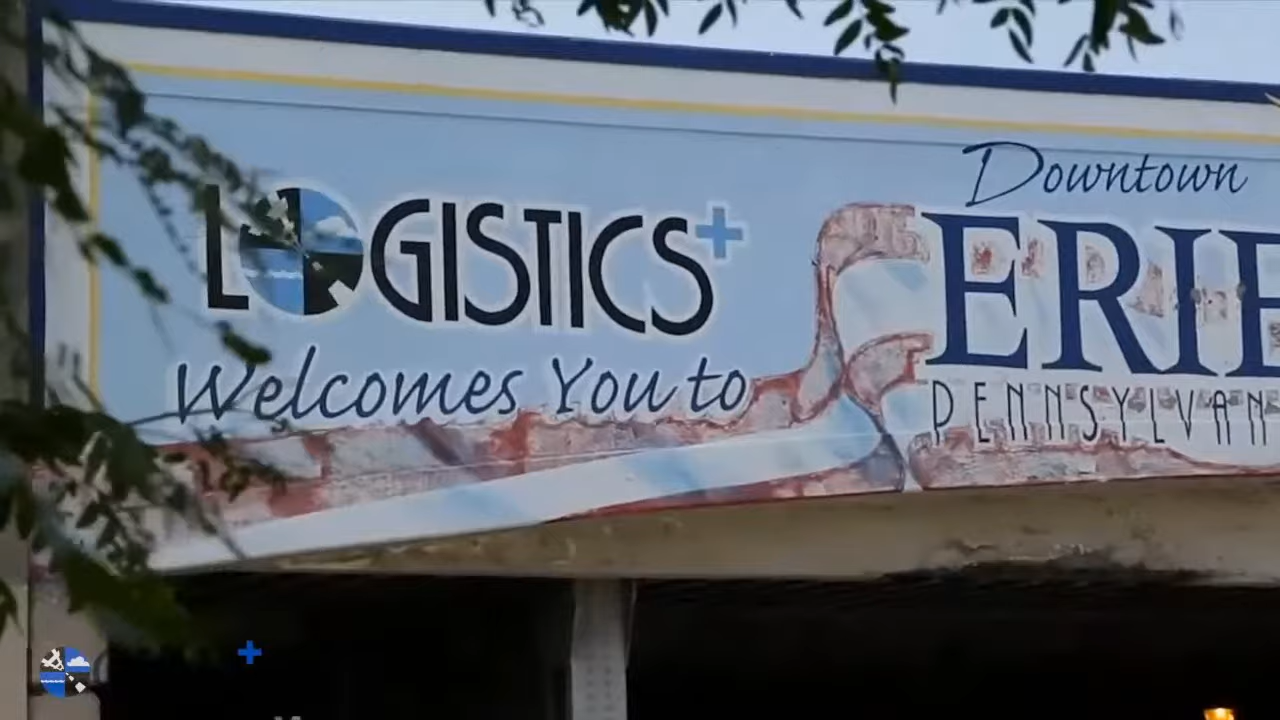 LOGISTICS+
Welcomes You to
Downtown
ERIE
PENNSYLVAN